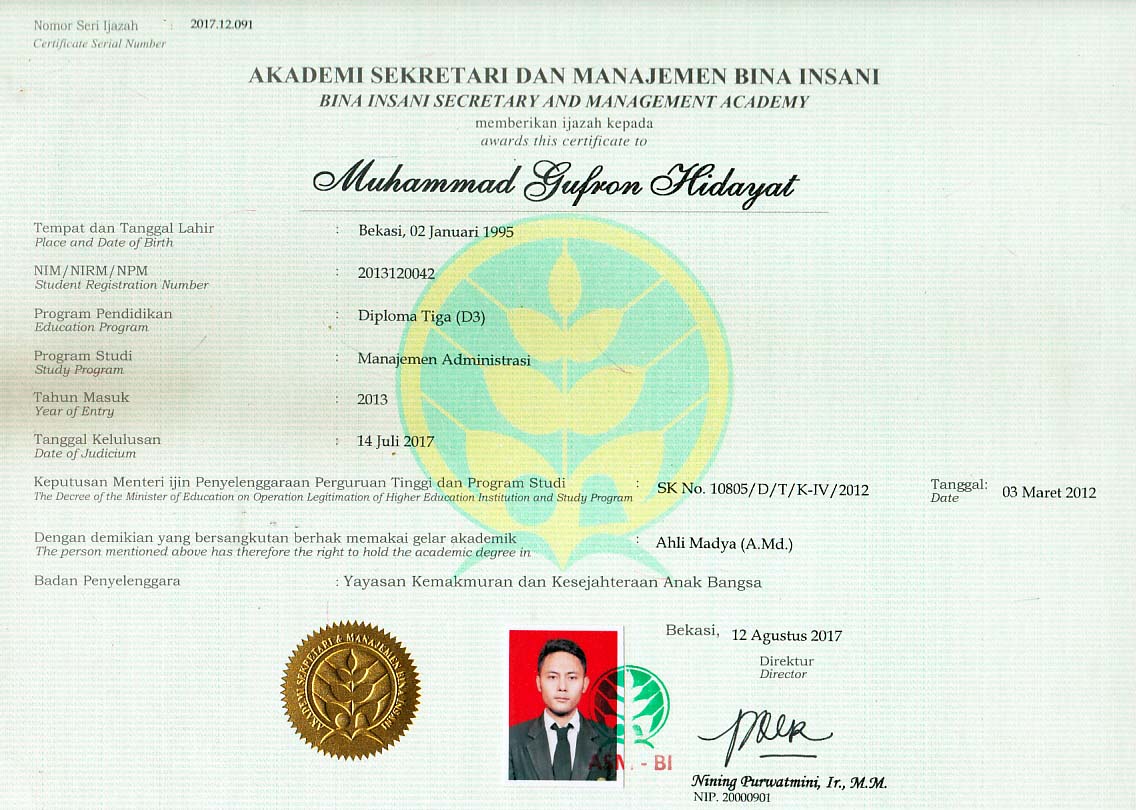 Nomor Seri Ijazah : 2017.12.091
Certificate Serial Number
AKADEMI SEKRETARI DAN MANAJEMEN BINA INSANI
BINA INSANI SECRETARY AND MANAGEMENT ACADEMY
memberikan ijazah kepada
awards this certificate to
Muhammad Gufron Hidayat
Tempat dan Tanggal Lahir : Bekasi, 02 Januari 1995
Place and Date of Birth
NIM/NIRM/NPM : 2013120042
Student Registration Number
Program Pendidikan : Diploma Tiga (D3)
Education Program
Program Studi : Manajemen Administrasi
Study Program
Tahun Masuk : 2013
Year of Entry
Tanggal Kelulusan : 14 Juli 2017
Date of Judicium
Keputusan Menteri ijin Penyelenggaraan Perguruan Tinggi dan Program Studi : SK No. 10805/D/T/K-IV/2012 Tanggal: 03 Maret 2012
The Decree of the Minister of Education on Operation Legitimation of Higher Education Institution and Study Program Date
Dengan demikian yang bersangkutan berhak memakai gelar akademik : Ahli Madya (A.Md.)
The person mentioned above has therefore the right to hold the academic degree in
Badan Penyelenggara : Yayasan Kemakmuran dan Kesejahteraan Anak Bangsa
Bekasi, 12 Agustus 2017
Direktur
Director
AKADEMI SEKRETARI & MANAJEMEN BINA INSANI
- BI
Nining Purwatmini, Ir., M.M.
NIP. 20000901